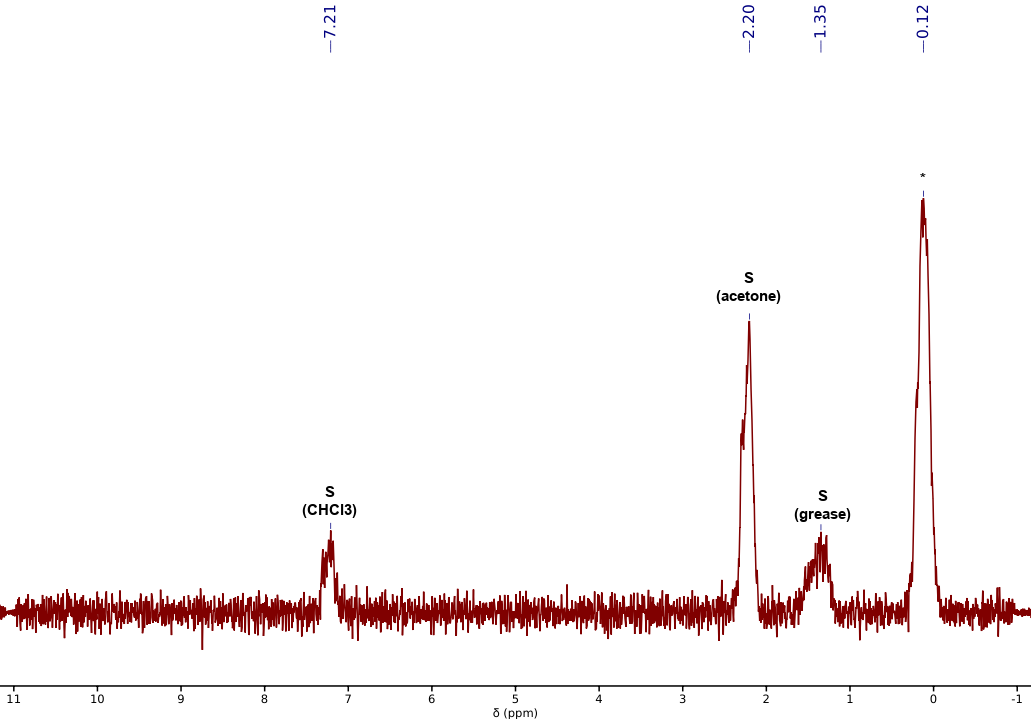 —7.21
—2.20
—1.35
—0.12
*
S
(acetone)
S
(CHCl3)
S
(grease)
11 10 9 8 7 6 5 4 3 2 1 0 -1
δ (ppm)